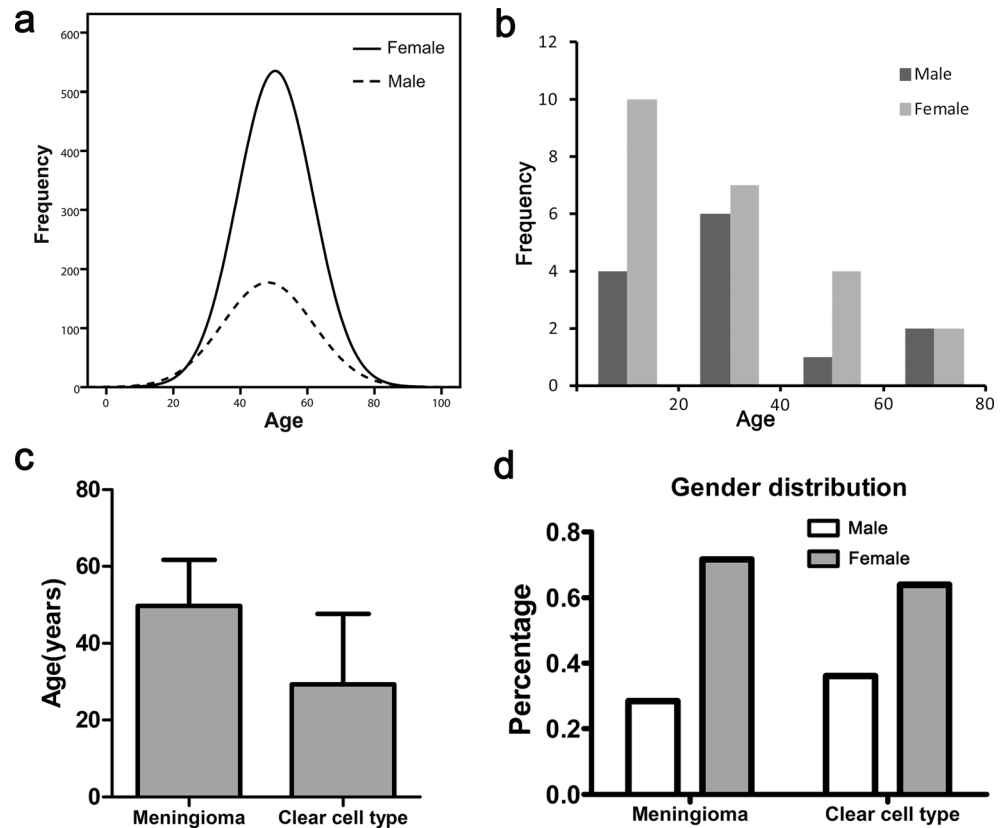 a
600
500
400
300
200
100
0
Frequency
Female
Male
0 20 40 60 80 100
Age
b
12
10
8
6
4
2
0
Frequency
Male
Female
20 40 60 80
Age
c
80
60
40
20
0
Age(years)
Meningioma Clear cell type
d
Gender distribution
0.8
0.6
0.4
0.2
0.0
Percentage
Male
Female
Meningioma Clear cell type